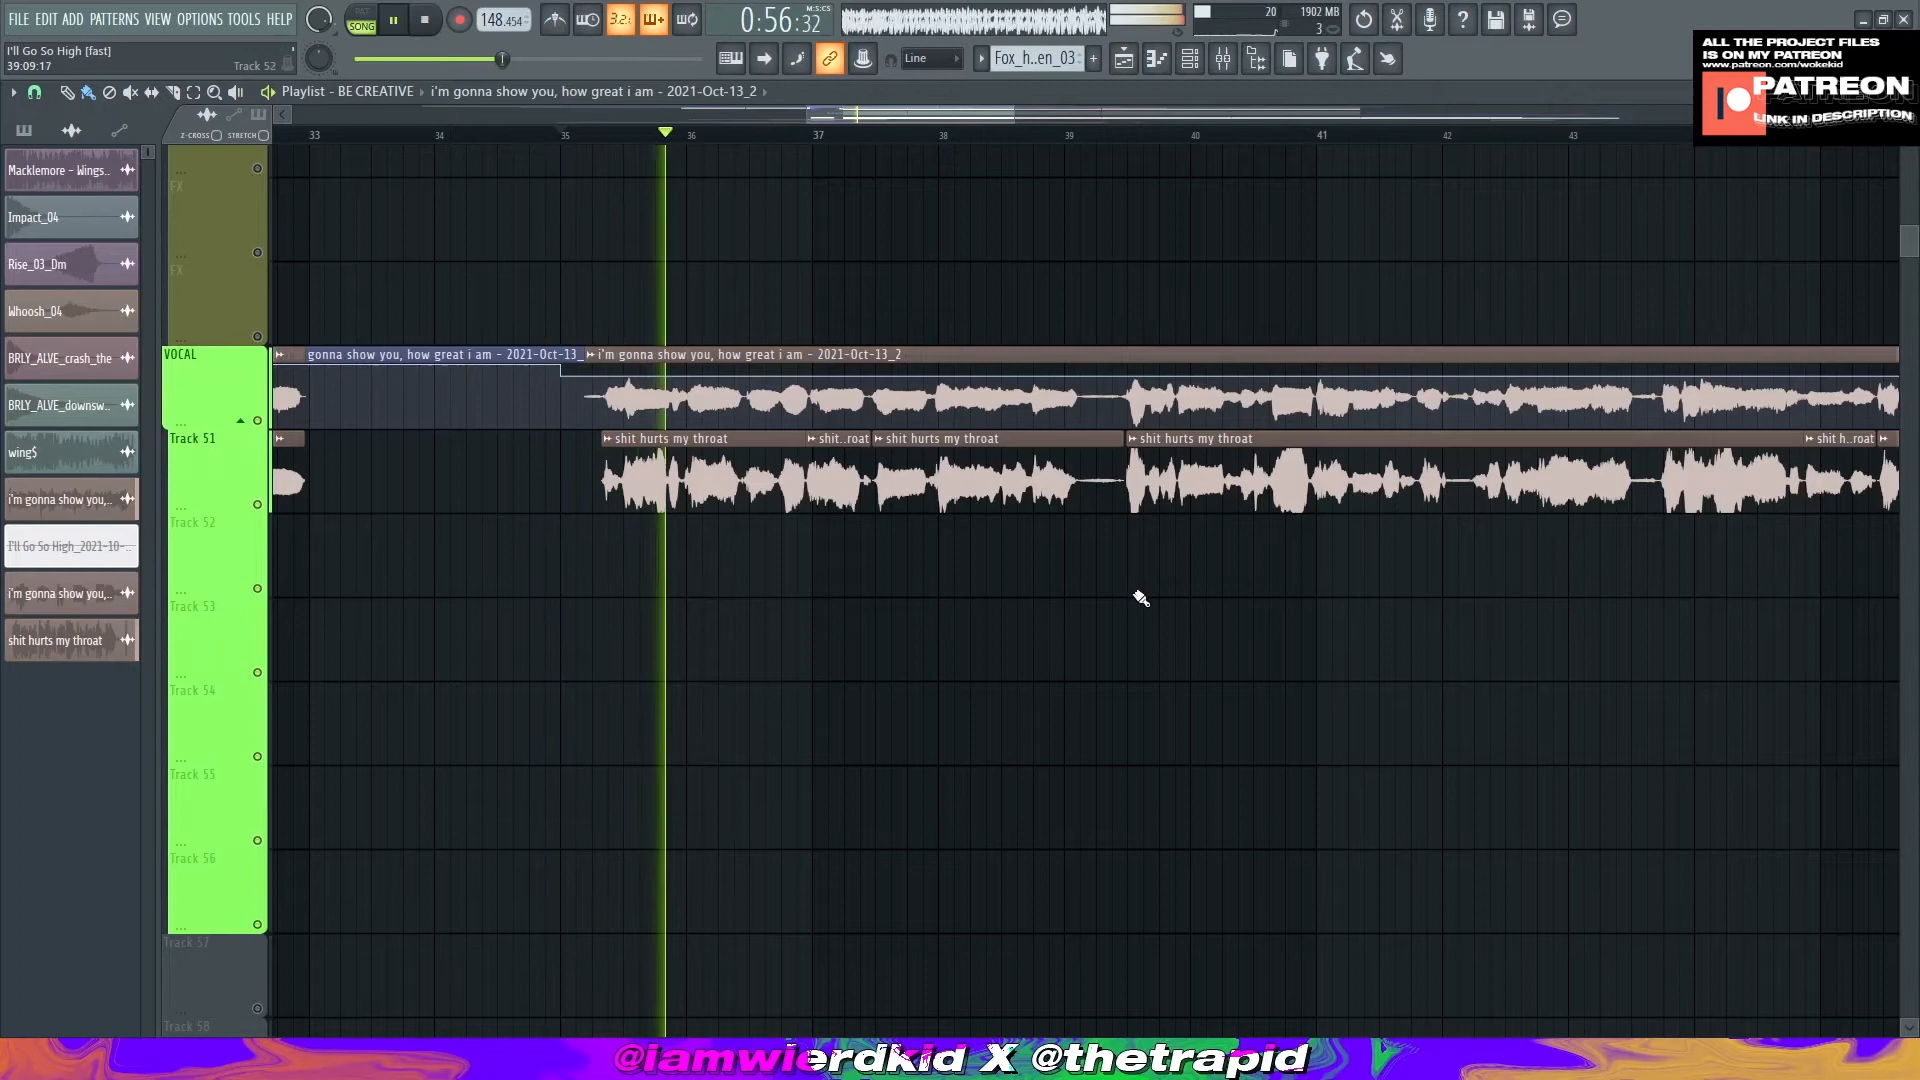 FILE EDIT ADD PATTERNS VIEW OPTIONS TOOLS HELP
PAT
SONG
148.454
3.2
0:56:32
M:S:CS
20
1902 MB
3
I'll Go So High [fast]
39:09:17
Track 52
Line
Fox_h..en_03
ALL THE PROJECT FILES
IS ON MY PATREON
www.patreon.com/wokekid
PATREON
LINK IN DESCRIPTION
Playlist - BE CREATIVE
i'm gonna show you, how great i am - 2021-Oct-13_2
Z-CROSS
STRETCH
33
34
35
36
37
38
39
40
41
42
43
Macklemore - Wings..
Impact_04
Rise_03_Dm
Whoosh_04
BRLY_ALVE_crash_the
BRLY_ALVE_downsw..
wing$
i'm gonna show you,..
I'll Go So High_2021-10-..
i'm gonna show you,..
shit hurts my throat
FX
FX
VOCAL
gonna show you, how great i am - 2021-Oct-13_
i'm gonna show you, how great i am - 2021-Oct-13_2
Track 51
shit hurts my throat
shit..roat
shit hurts my throat
shit hurts my throat
shit h..roat
Track 52
Track 53
Track 54
Track 55
Track 56
Track 57
Track 58
@iamwierdkid X @thetrapid